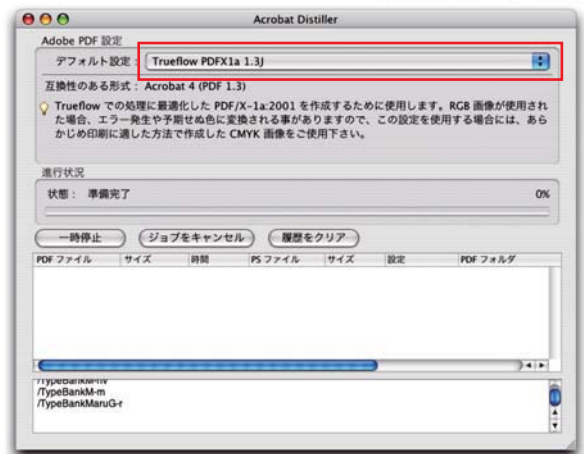 Acrobat Distiller
Adobe PDF 設定
デフォルト設定: Trueflow PDFX1a 1.3J
互換性のある形式: Acrobat 4 (PDF 1.3)
Trueflow での処理に最適化した PDF/X-1a:2001 を作成するために使用します。RGB 画像が使用され
た場合、エラー発生や予期せぬ色に変換される事がありますので、この設定を使用する場合には、あら
かじめ印刷に適した方法で作成した CMYK 画像をご使用下さい。
進行状況
状態: 準備完了 0%
一時停止 ジョブをキャンセル 履歴をクリア
PDF ファイル サイズ 時間 PS ファイル サイズ 設定 PDF フォルダ
/TypeBankM-hv
/TypeBankM-m
/TypeBankMaruG-r